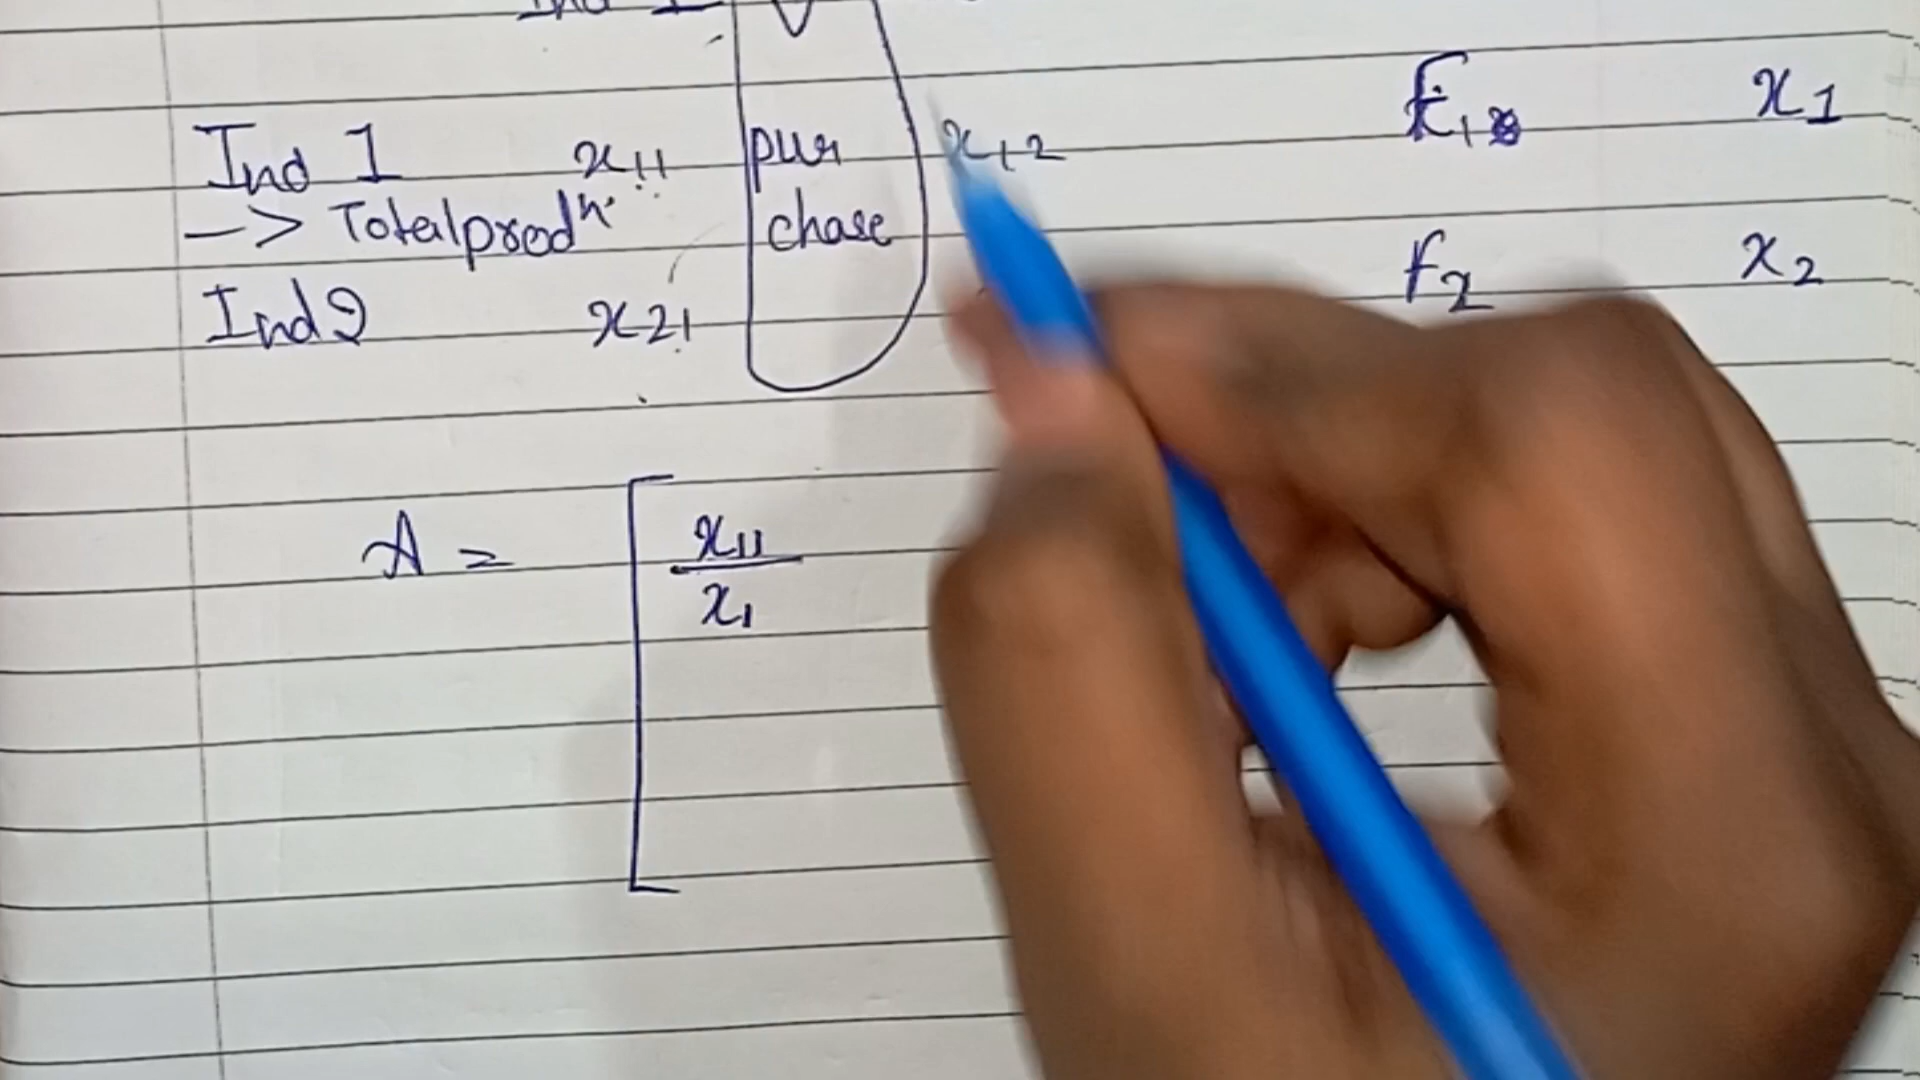 Ind 1 x11 pur x12 F1 x1
-> Totalprodn. chase
Ind 2 x21 F2 x2
A = [ x11
x1